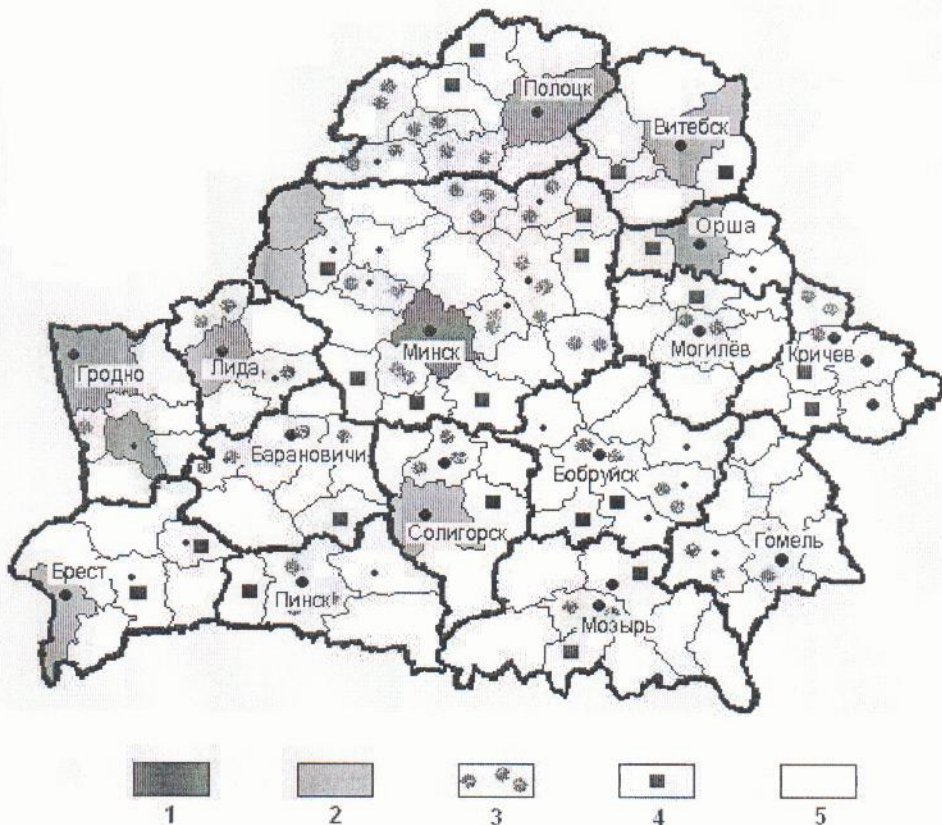 Полоцк
Витебск
Орша
Минск
Могилёв
Кричев
Гродно
Лида
Барановичи
Бобруйск
Солигорск
Гомель
Брест
Пинск
Мозырь
1 2 3 4 5